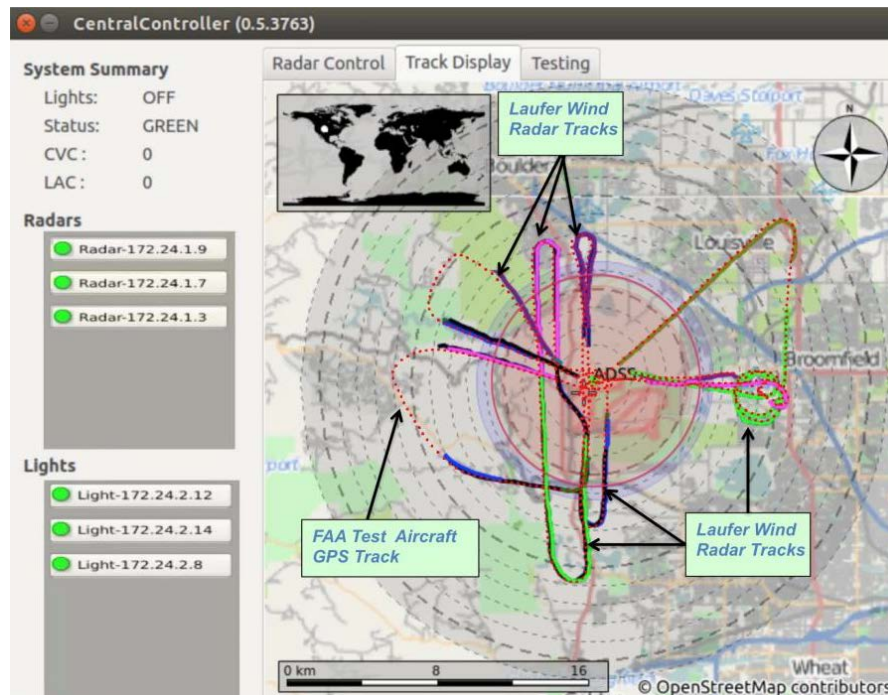 CentralController (0.5.3763)
System Summary
Lights: OFF
Status: GREEN
CVC : 0
LAC : 0
Radars
Radar-172.24.1.9
Radar-172.24.1.7
Radar-172.24.1.3
Lights
Light-172.24.2.12
Light-172.24.2.14
Light-172.24.2.8
Radar Control Track Display Testing
Laufer Wind
Radar Tracks
N
Boulder
Louisville
Broomfield
ADSS
FAA Test Aircraft
GPS Track
Laufer Wind
Radar Tracks
0 km 8 16
Wheat
© OpenStreetMap contributors